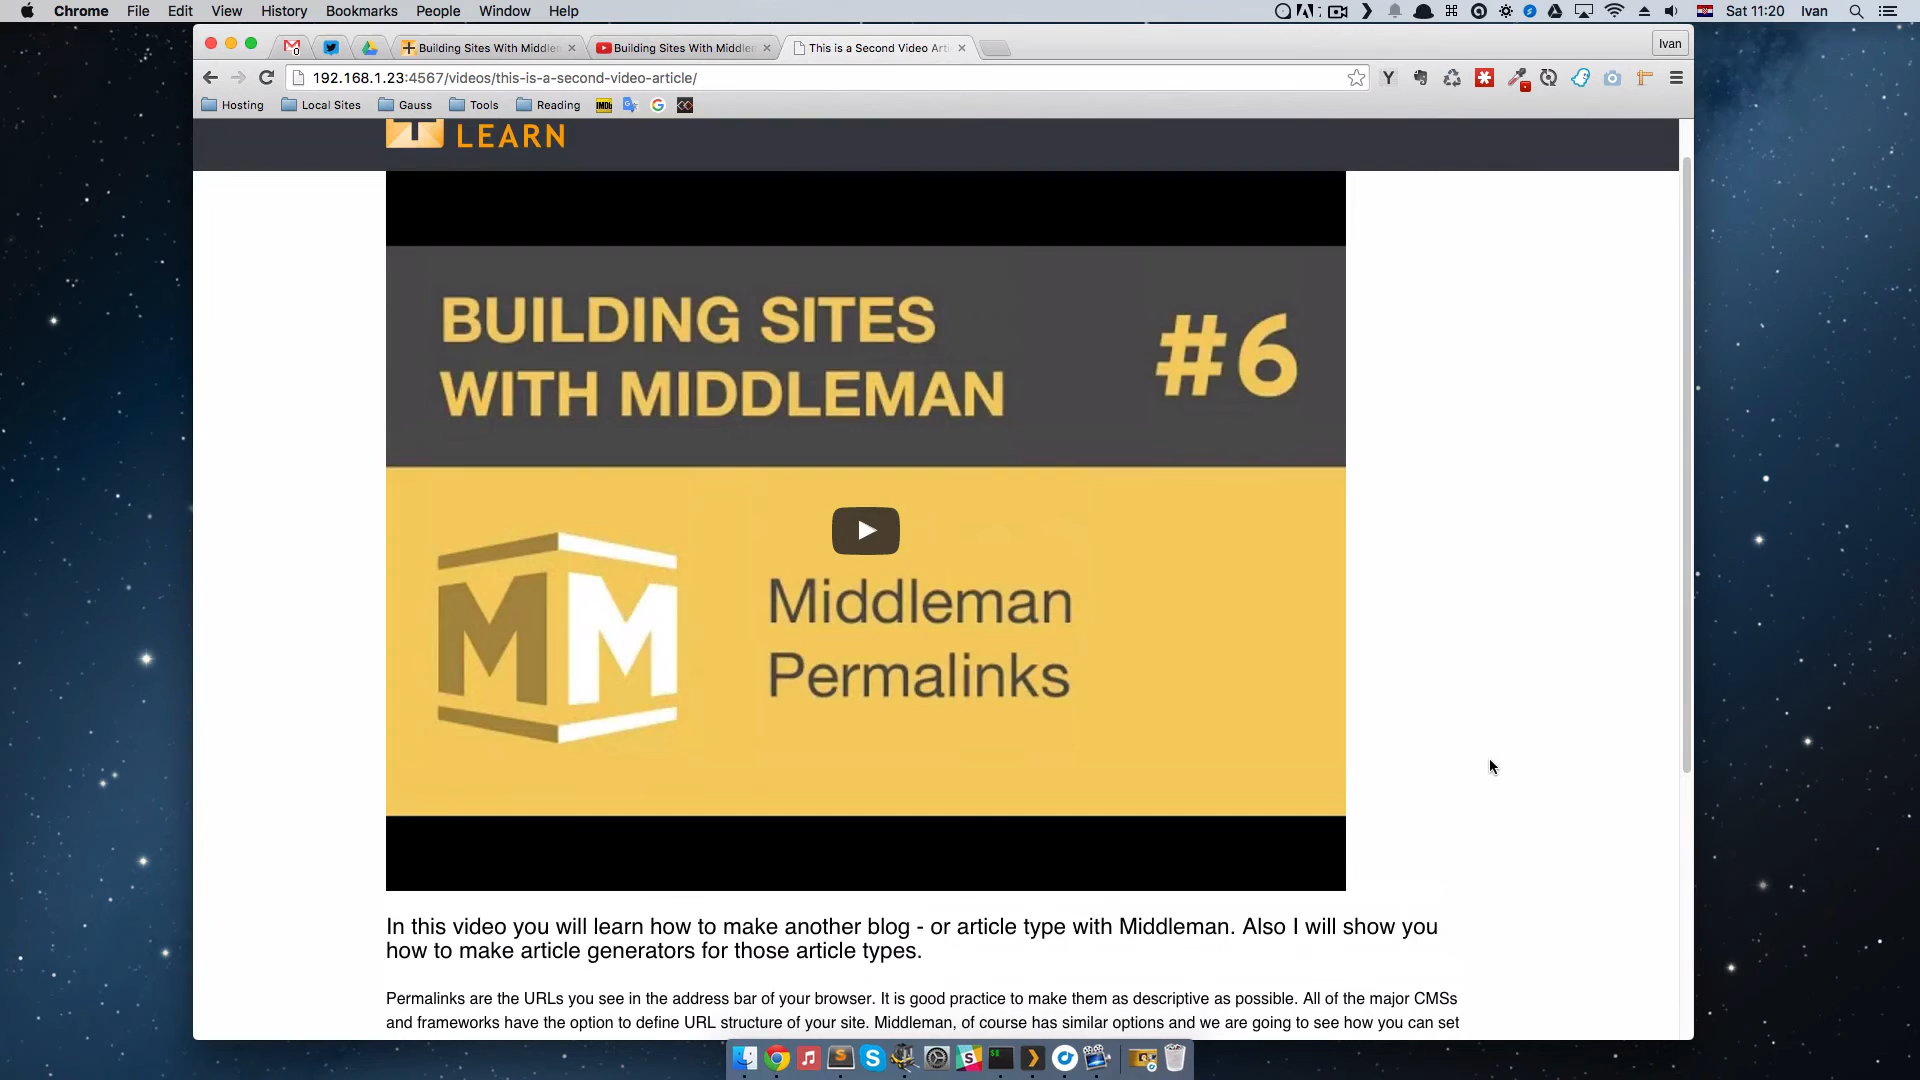 Chrome File Edit View History Bookmarks People Window Help Sat 11:20 Ivan
Building Sites With Middlem
Building Sites With Middlem
This is a Second Video Arti
Ivan
192.168.1.23:4567/videos/this-is-a-second-video-article/
Hosting Local Sites Gauss Tools Reading IMDb
LEARN
BUILDING SITES
WITH MIDDLEMAN
#6
MM
Middleman
Permalinks
In this video you will learn how to make another blog - or article type with Middleman. Also I will show you
how to make article generators for those article types.
Permalinks are the URLs you see in the address bar of your browser. It is good practice to make them as descriptive as possible. All of the major CMSs
and frameworks have the option to define URL structure of your site. Middleman, of course has similar options and we are going to see how you can set